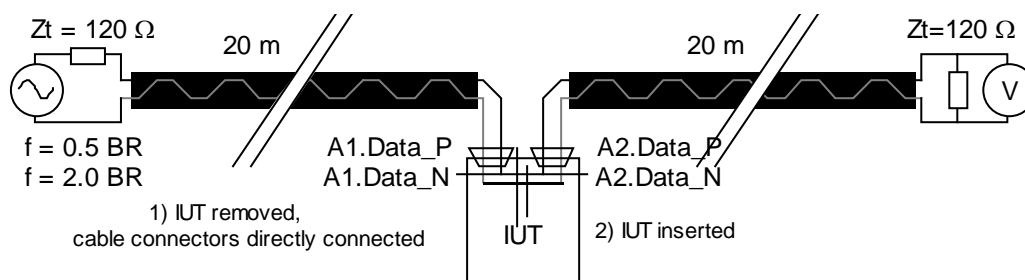 Zt = 120 Ω
20 m
20 m
Zt=120 Ω
V
f = 0.5 BR
f = 2.0 BR
A1.Data_P
A1.Data_N
A2.Data_P
A2.Data_N
1) IUT removed,
cable connectors directly connected
IUT
2) IUT inserted